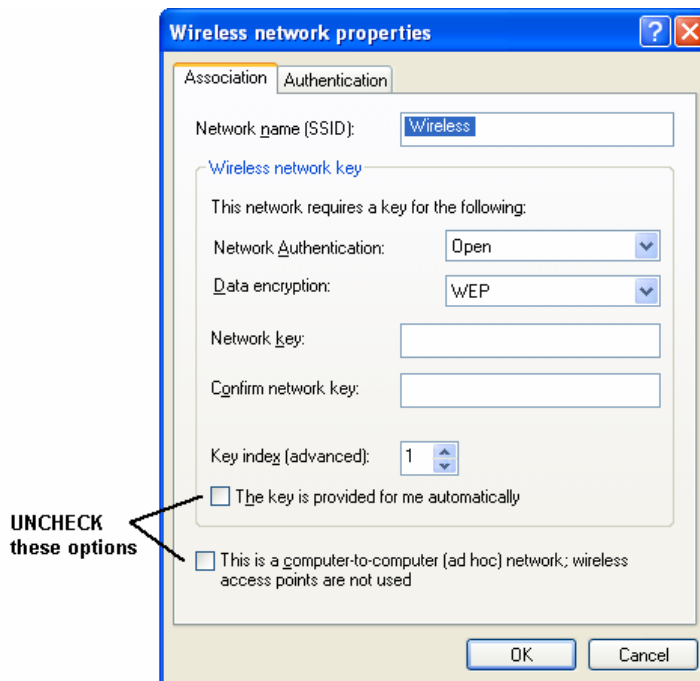 Wireless network properties
Association
Authentication
Network name (SSID):
Wireless
Wireless network key
This network requires a key for the following:
Network Authentication:
Open
Data encryption:
WEP
Network key:
Confirm network key:
Key index (advanced):
1
The key is provided for me automatically
UNCHECK
these options
This is a computer-to-computer (ad hoc) network; wireless
access points are not used
OK
Cancel